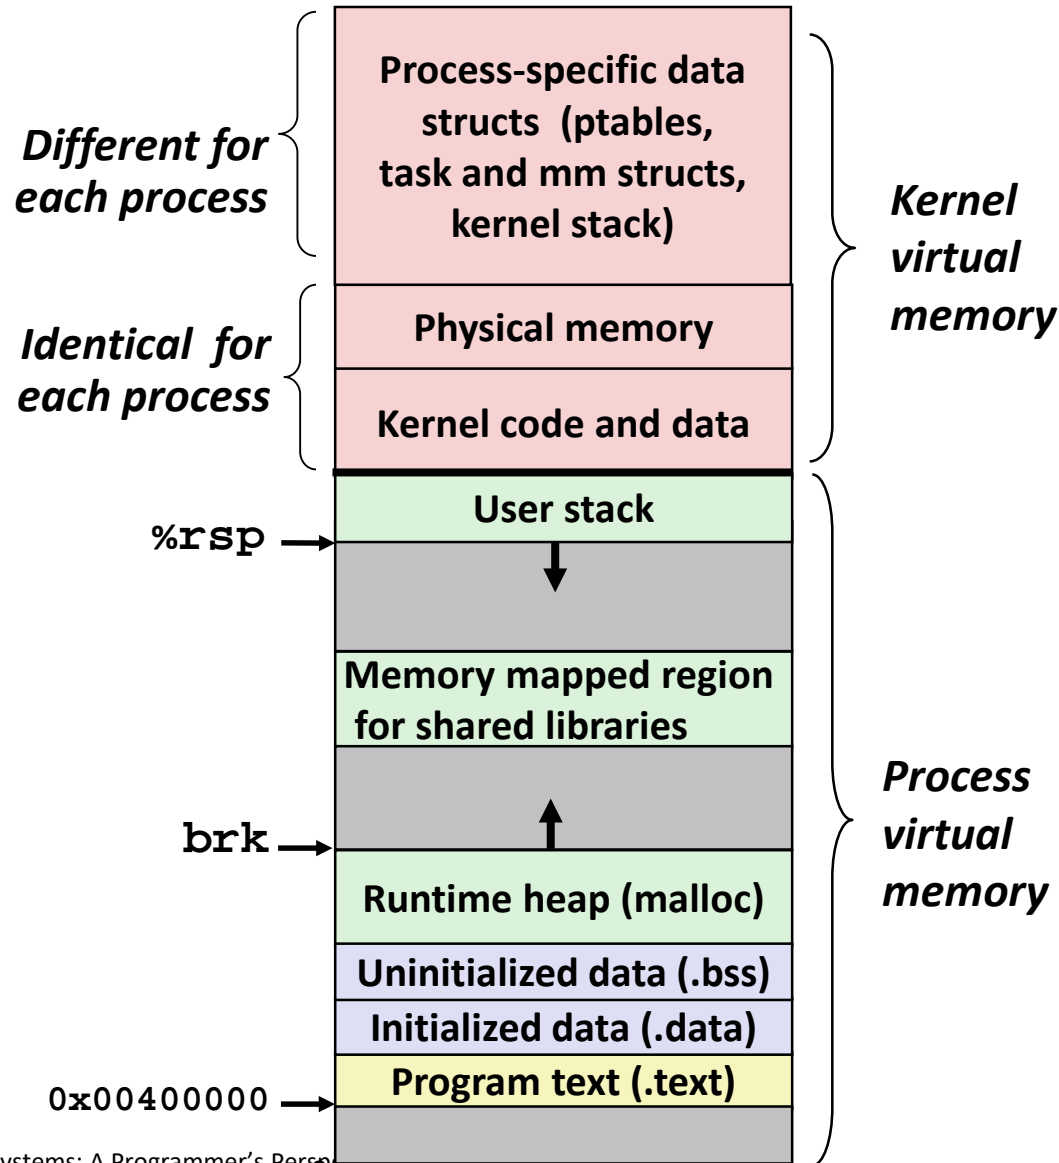 Process-specific data
structs (ptables,
task and mm structs,
kernel stack)
Different for
each process
Kernel
virtual
memory
Physical memory
Identical for
each process
Kernel code and data
User stack
%rsp
Memory mapped region
for shared libraries
Process
virtual
memory
brk
Runtime heap (malloc)
Uninitialized data (.bss)
Initialized data (.data)
Program text (.text)
0x00400000
A Programmer's